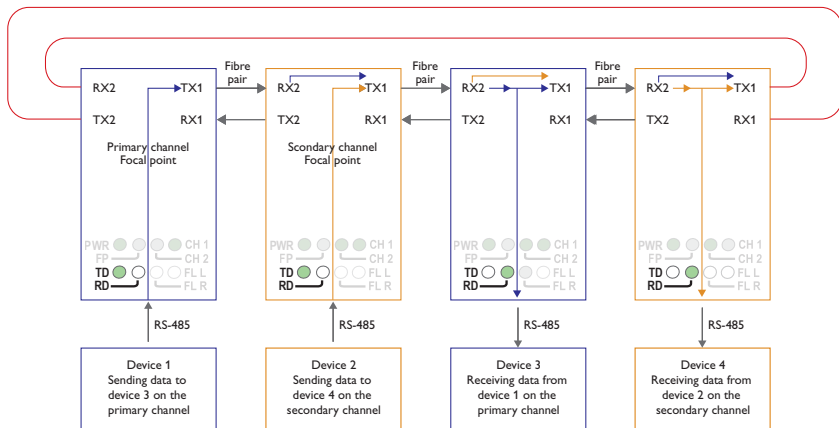 Fibre
pair
Fibre
pair
Fibre
pair
RX2
TX1
TX2
RX1
Primary channel
Focal point
PWR
CH 1
FP
CH 2
TD
FL L
RD
FL R
RX2
TX1
TX2
RX1
Scondary channel
Focal point
PWR
CH 1
FP
CH 2
TD
FL L
RD
FL R
RX2
TX1
TX2
RX1
PWR
CH 1
FP
CH 2
TD
FL L
RD
FL R
RX2
TX1
TX2
RX1
PWR
CH 1
FP
CH 2
TD
FL L
RD
FL R
RS-485
RS-485
RS-485
RS-485
Device 1
Sending data to
device 3 on the
primary channel
Device 2
Sending data to
device 4 on the
secondary channel
Device 3
Receiving data from
device 1 on the
primary channel
Device 4
Receiving data from
device 2 on the
secondary channel